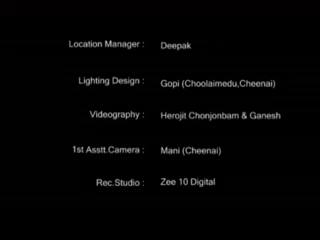 Location Manager : Deepak
Lighting Design : Gopi (Choolaimedu,Cheenai)
Videography : Herojit Chonjonbam & Ganesh
1st Asstt.Camera : Mani (Cheenai)
Rec.Studio : Zee 10 Digital